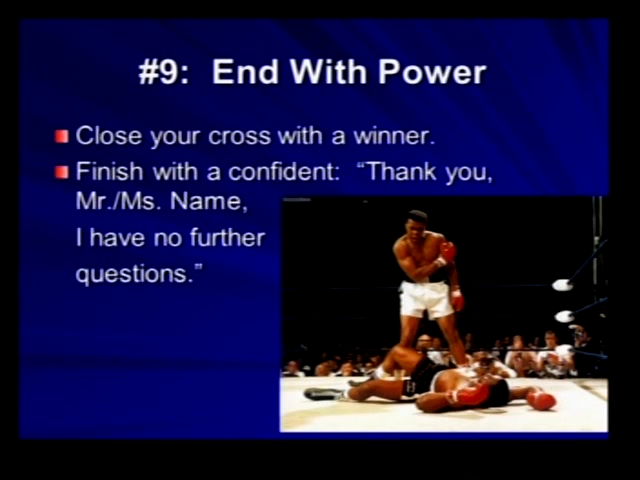 #9: End With Power
Close your cross with a winner.
Finish with a confident: “Thank you,
Mr./Ms. Name,
I have no further
questions.”